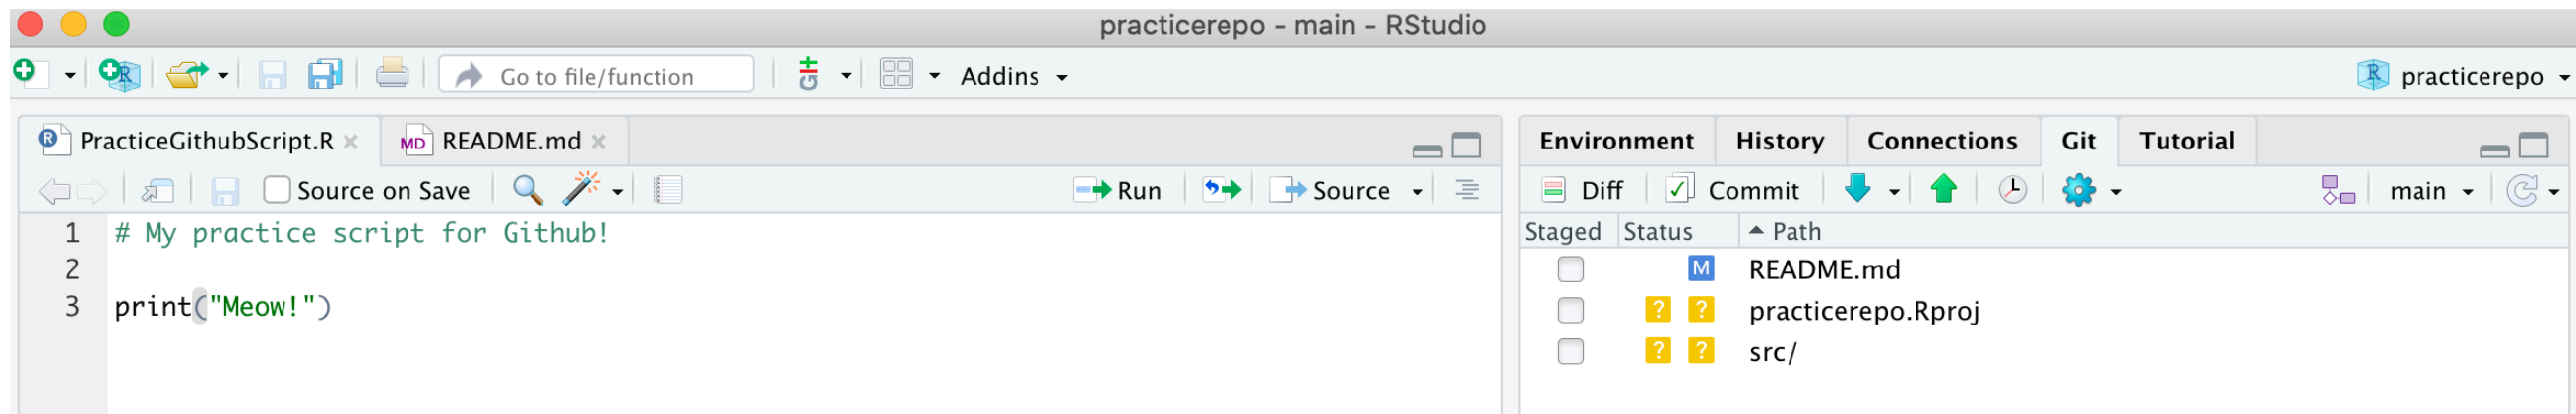 practicerepo - main - RStudio
Go to file/function Addins practicerepo
PracticeGithubScript.R README.md
Source on Save Run Source
1 # My practice script for Github!
2
3 print("Meow!")
Environment History Connections Git Tutorial
Diff Commit main
Staged Status Path
M README.md
? ? practicerepo.Rproj
? ? src/